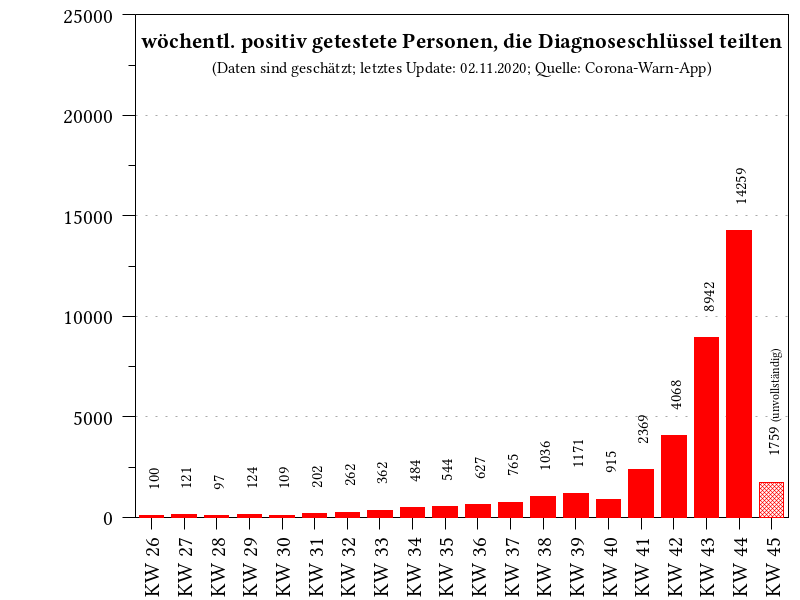 wöchentl. positiv getestete Personen, die Diagnoseschlüssel teilten
(Daten sind geschätzt; letztes Update: 02.11.2020; Quelle: Corona-Warn-App)
25000
20000
15000
10000
5000
0
100
121
97
124
109
202
262
362
484
544
627
765
1036
1171
915
2369
4068
8942
14259
1759 (unvollständig)
KW 26
KW 27
KW 28
KW 29
KW 30
KW 31
KW 32
KW 33
KW 34
KW 35
KW 36
KW 37
KW 38
KW 39
KW 40
KW 41
KW 42
KW 43
KW 44
KW 45